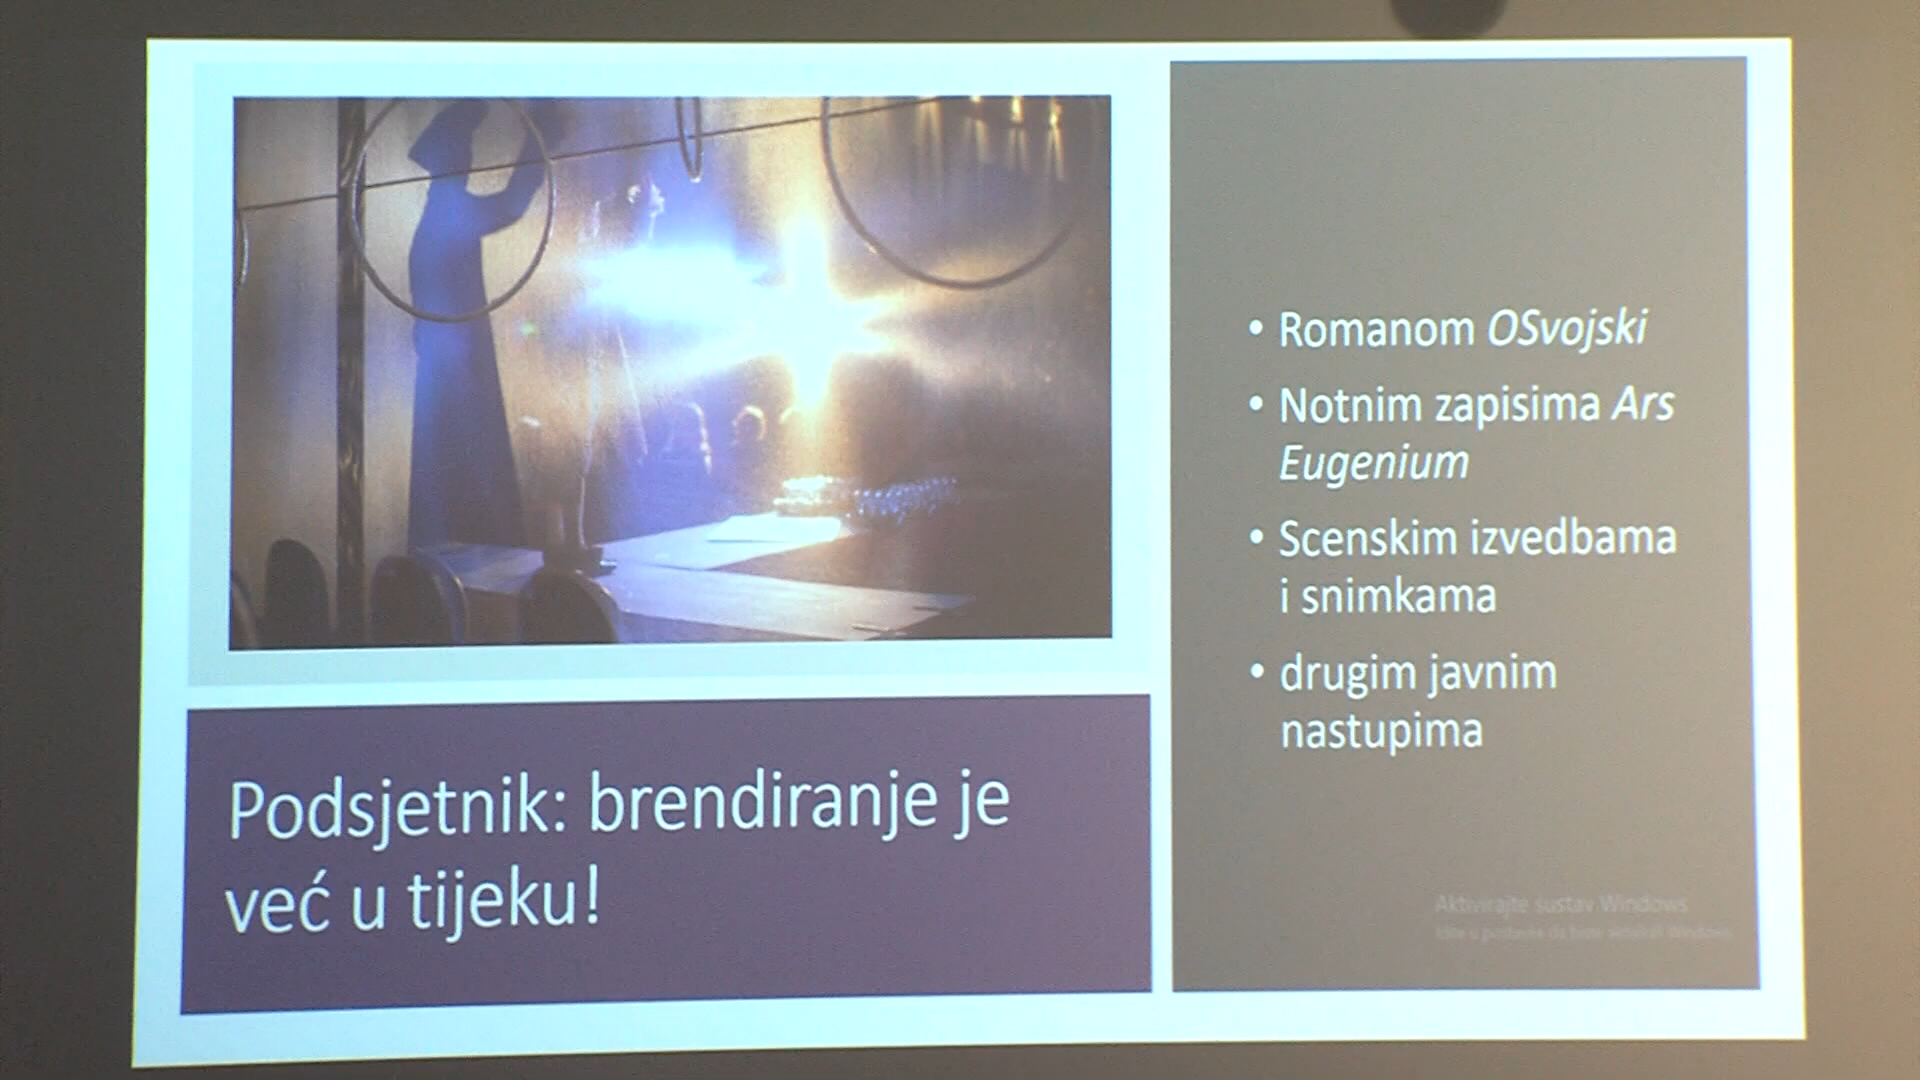 Podsjetnik: brendiranje je
već u tijeku!
• Romanom OSvojski
• Notnim zapisima Ars
Eugenium
• Scenskim izvedbama
i snimkama
• drugim javnim
nastupima
Aktivirajte sustav Windows